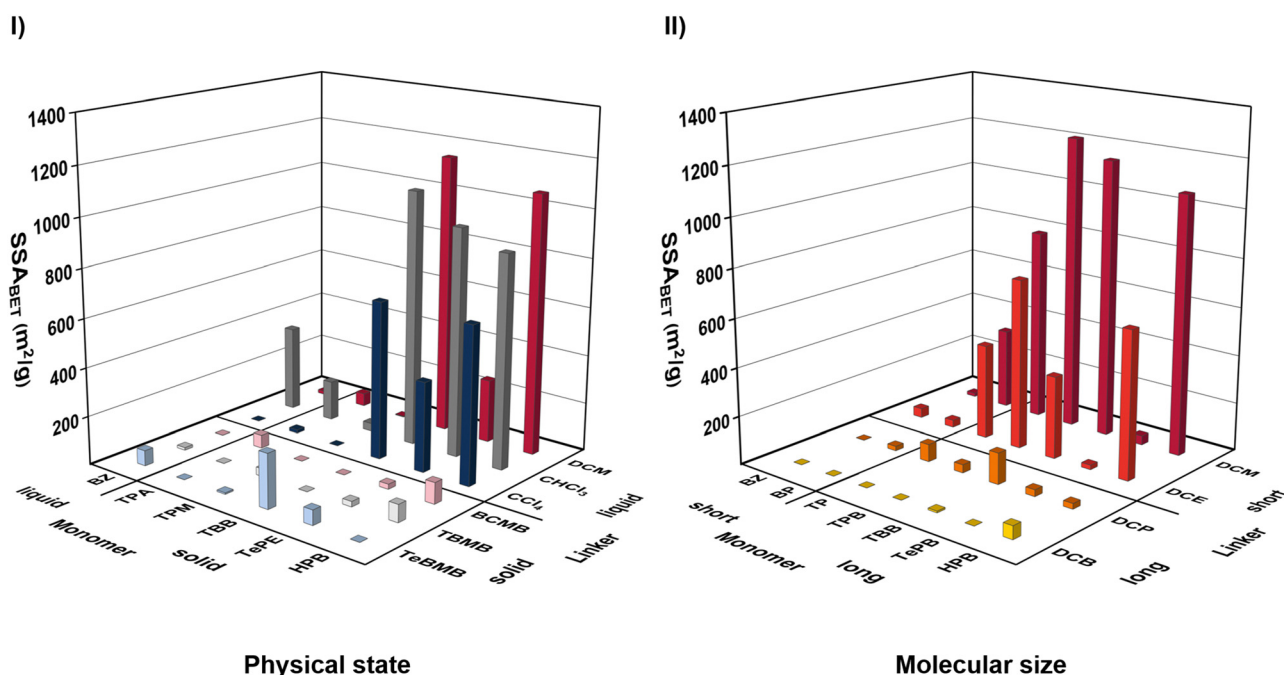 I)
1400
1200
1000
800
600
400
200
SSABET (m2/g)
BZ
TPA
TPM
TBB
TePE
HPB
liquid
Monomer
solid
DCM
CHCl3
CCl4
BCMB
TBMB
TeBMB
liquid
Linker
solid
Physical state
II)
1400
1200
1000
800
600
400
200
SSABET (m2/g)
BZ
BP
TP
TPB
TBB
TePB
HPB
short
Monomer
long
DCM
DCE
DCP
DCB
short
Linker
long
Molecular size